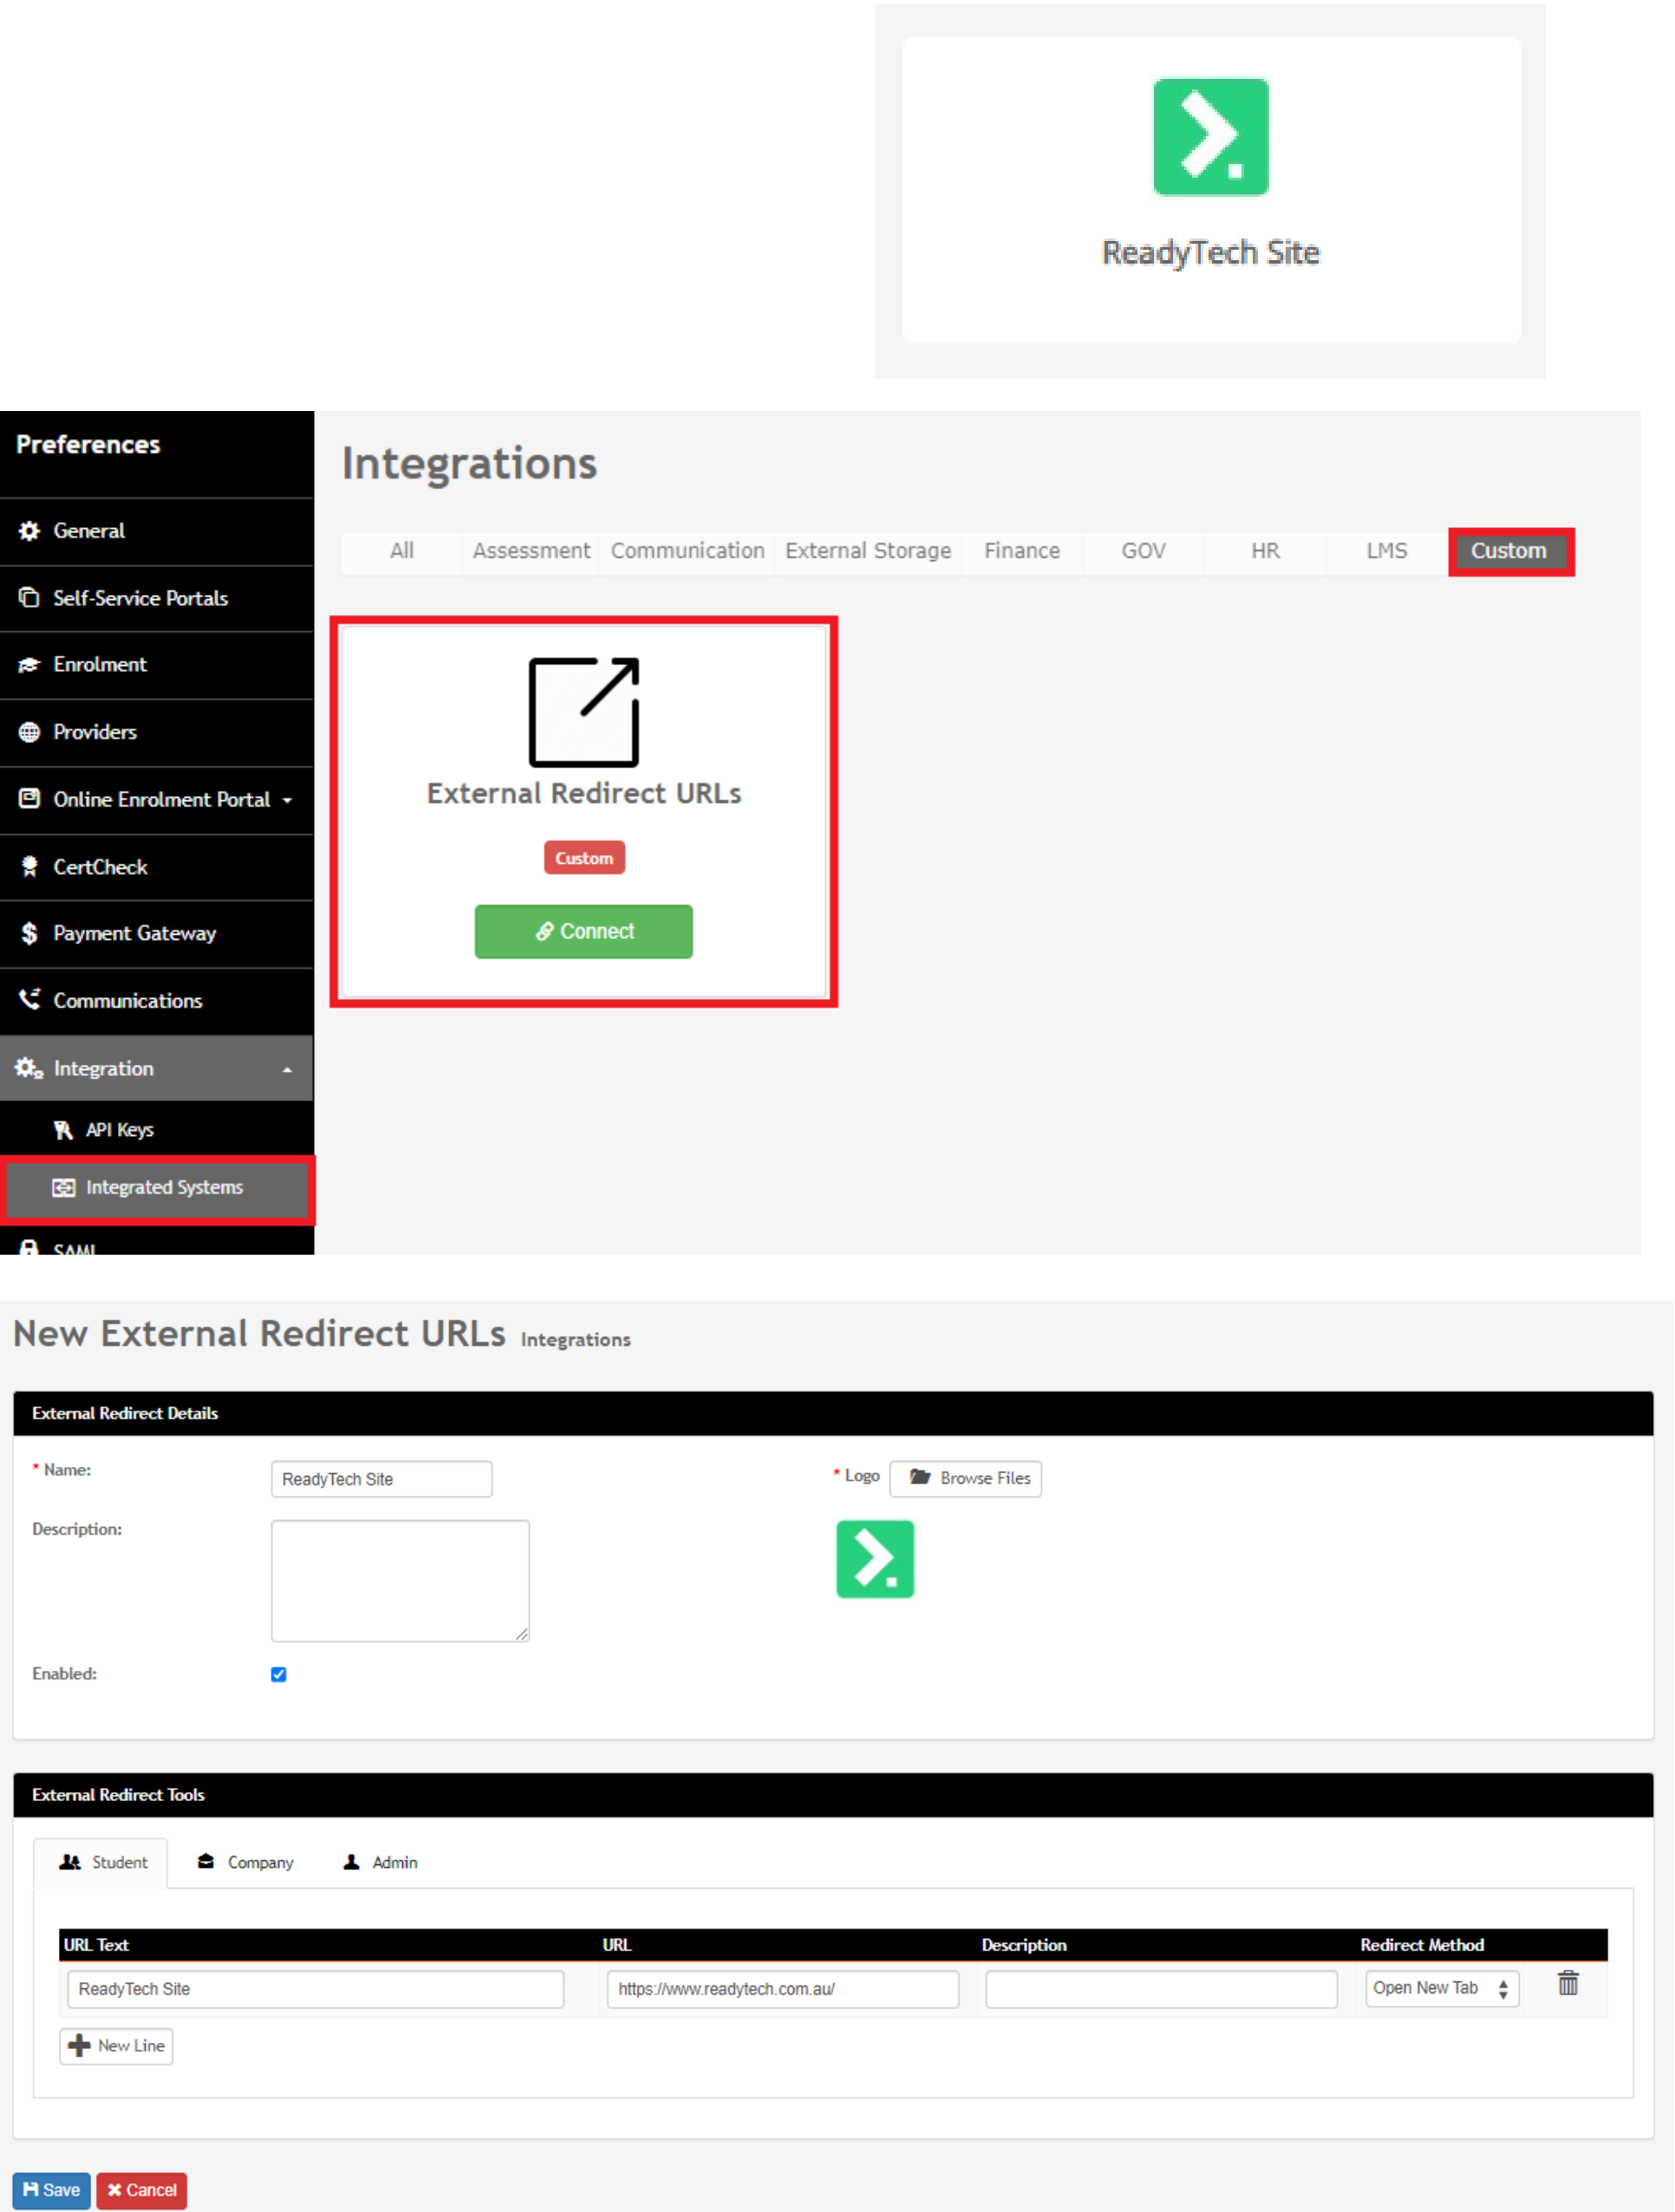 ReadyTech Site
Preferences
General
Self-Service Portals
Enrolment
Providers
Online Enrolment Portal
CertCheck
Payment Gateway
Communications
Integration
API Keys
Integrated Systems
SAML
Integrations
All Assessment Communication External Storage Finance GOV HR LMS Custom
External Redirect URLs
Custom
Connect
New External Redirect URLs Integrations
External Redirect Details
* Name: ReadyTech Site * Logo Browse Files
Description:
Enabled:
External Redirect Tools
Student Company Admin
URL Text URL Description Redirect Method
ReadyTech Site https://www.readytech.com.au/ Open New Tab
New Line
Save Cancel